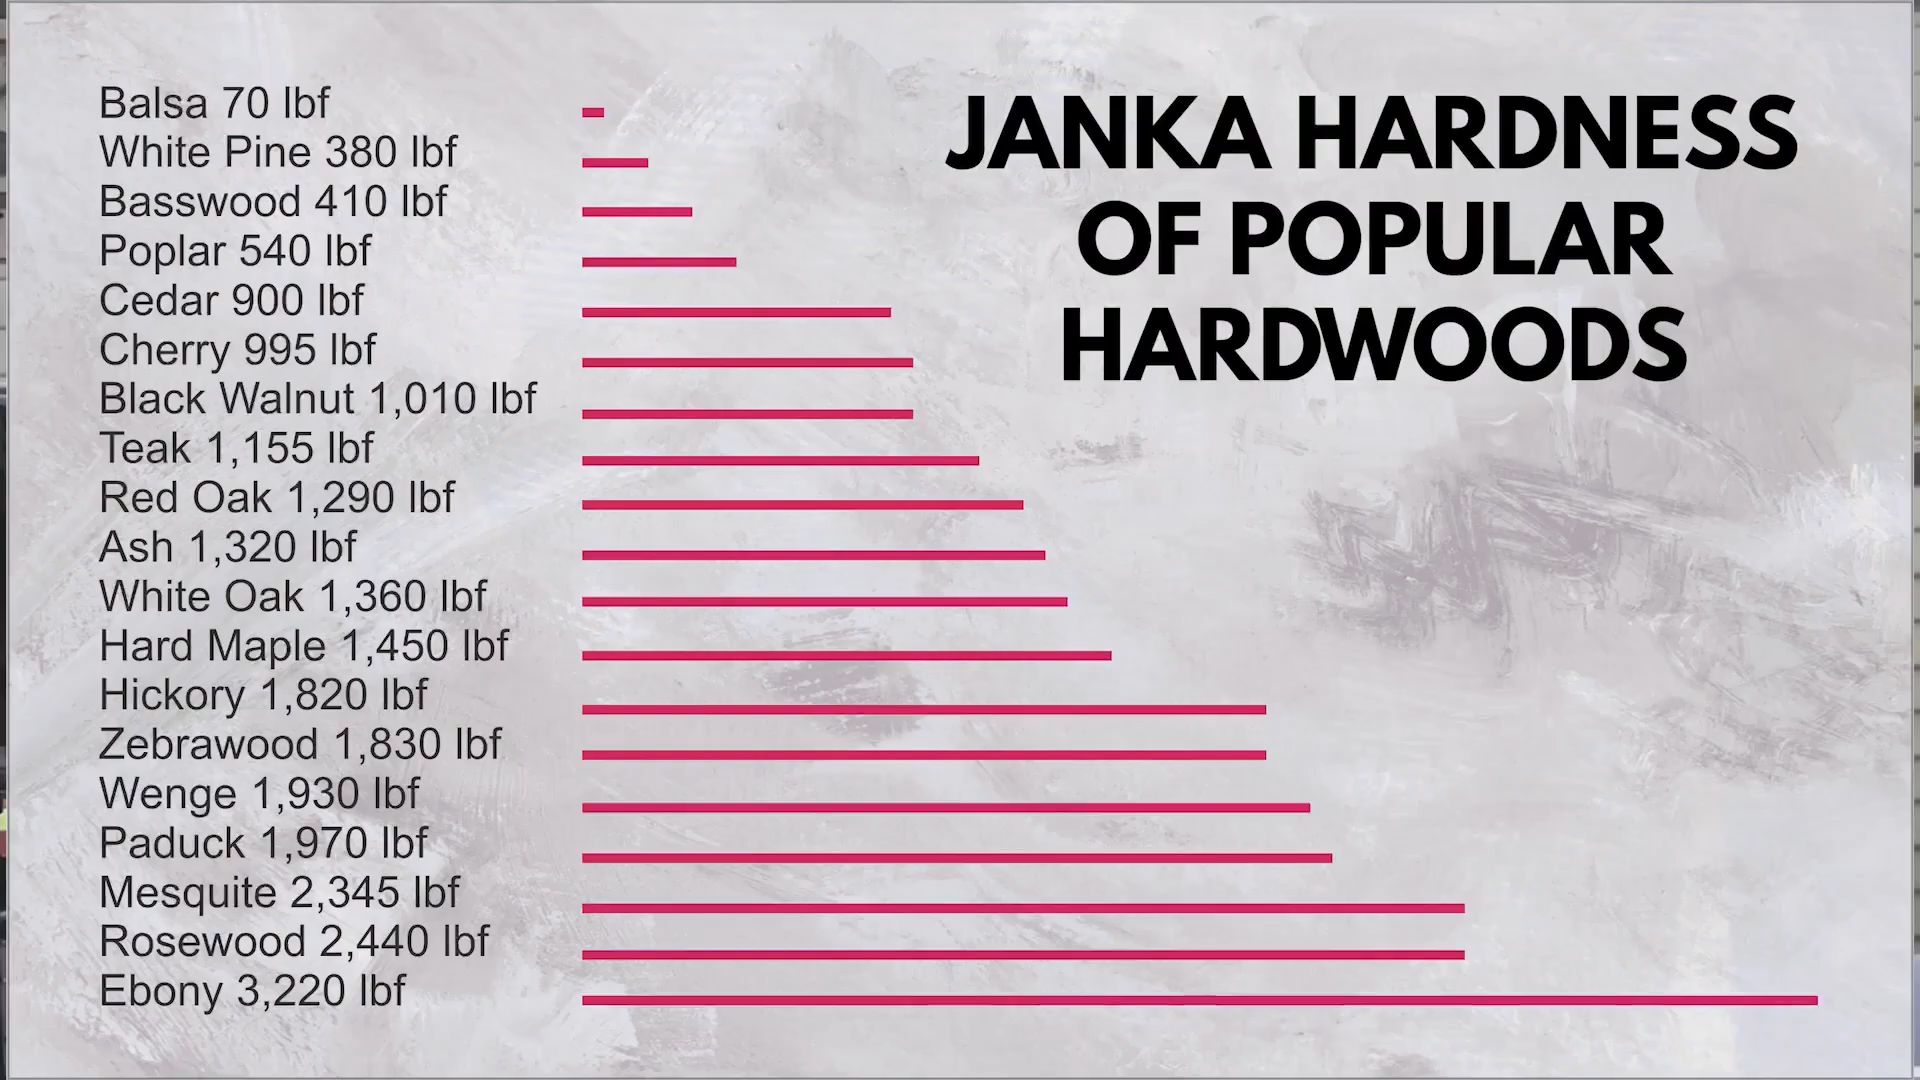 Balsa 70 lbf
White Pine 380 lbf
Basswood 410 lbf
Poplar 540 lbf
Cedar 900 lbf
Cherry 995 lbf
Black Walnut 1,010 lbf
Teak 1,155 lbf
Red Oak 1,290 lbf
Ash 1,320 lbf
White Oak 1,360 lbf
Hard Maple 1,450 lbf
Hickory 1,820 lbf
Zebrawood 1,830 lbf
Wenge 1,930 lbf
Paduck 1,970 lbf
Mesquite 2,345 lbf
Rosewood 2,440 lbf
Ebony 3,220 lbf
JANKA HARDNESS
OF POPULAR
HARDWOODS